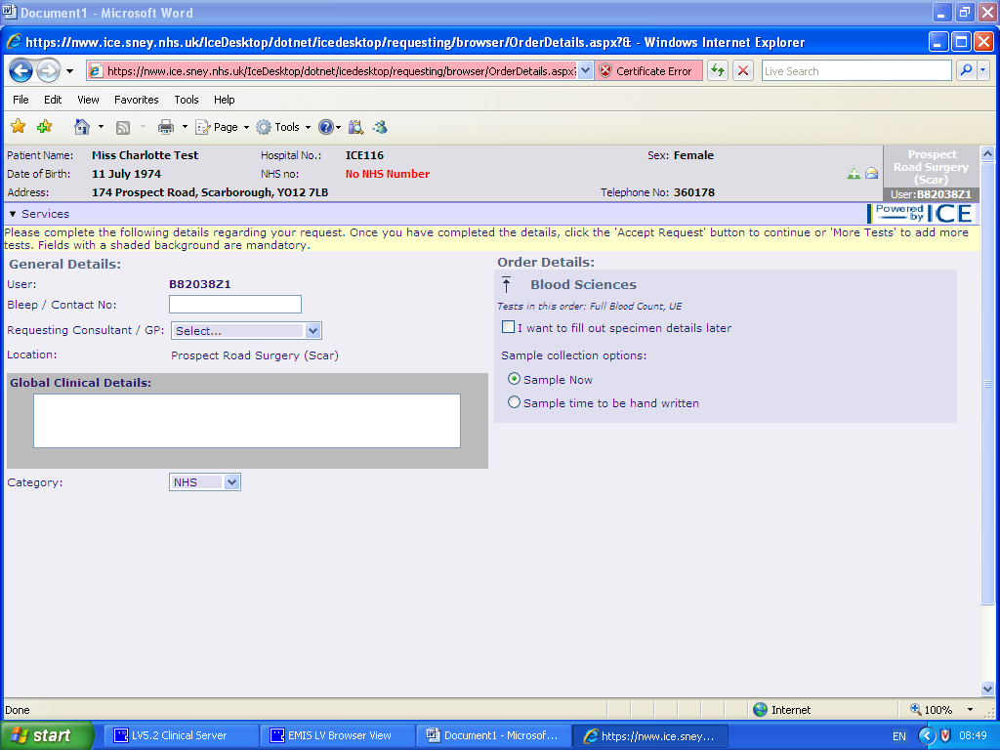 Document1 - Microsoft Word
https://nww.ice.sney.nhs.uk/IceDesktop/dotnet/icedesktop/requesting/browser/OrderDetails.aspx?& - Windows Internet Explorer
https://nww.ice.sney.nhs.uk/IceDesktop/dotnet/icedesktop/requesting/browser/OrderDetails.aspx?
Certificate Error
Live Search
File Edit View Favorites Tools Help
Page Tools
Patient Name: Miss Charlotte Test Hospital No.: ICE116 Sex: Female
Date of Birth: 11 July 1974 NHS no: No NHS Number
Address: 174 Prospect Road, Scarborough, YO12 7LB Telephone No: 360178
Prospect
Road Surgery
(Scar)
User:B82038Z1
Services
Powered by ICE
Please complete the following details regarding your request. Once you have completed the details, click the 'Accept Request' button to continue or 'More Tests' to add more
tests. Fields with a shaded background are mandatory.
General Details:
User: B82038Z1
Bleep / Contact No:
Requesting Consultant / GP: Select...
Location: Prospect Road Surgery (Scar)
Global Clinical Details:
Category: NHS
Order Details:
Blood Sciences
Tests in this order: Full Blood Count, UE
I want to fill out specimen details later
Sample collection options:
Sample Now
Sample time to be hand written
Done Internet 100%
start LV5.2 Clinical Server EMIS LV Browser View Document1 - Microsof... https://nww.ice.sney... EN 08:49